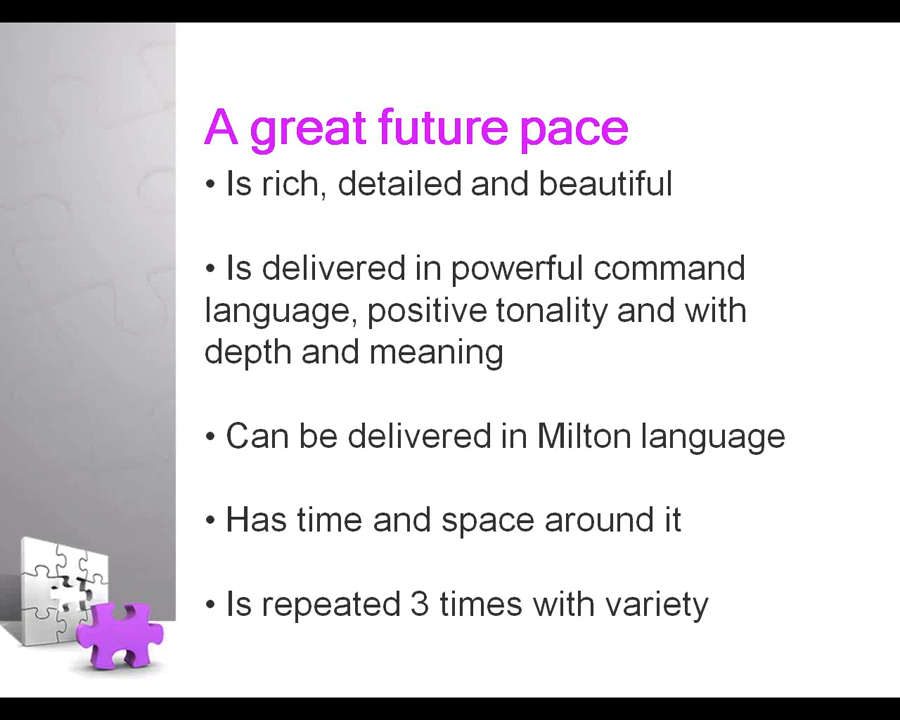 A great future pace
• Is rich, detailed and beautiful
• Is delivered in powerful command
language, positive tonality and with
depth and meaning
• Can be delivered in Milton language
• Has time and space around it
• Is repeated 3 times with variety